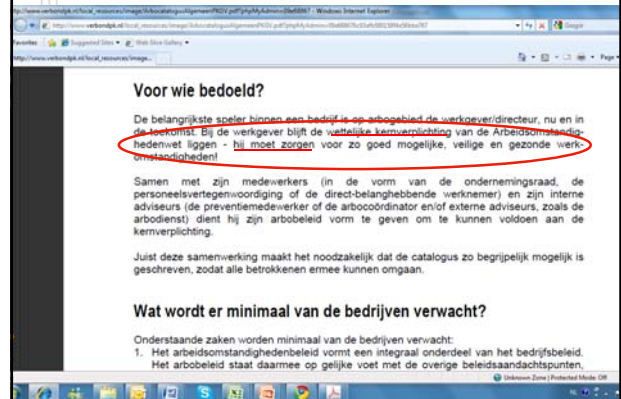 Voor wie bedoeld?
De belangrijkste speler binnen een bedrijf is op arbogebied de werkgever/directeur, nu en in
de toekomst. Bij de werkgever blijft de wettelijke kernverplichting van de Arbeidsomstandig-
hedenwet liggen - hij moet zorgen voor zo goed mogelijke, veilige en gezonde werk-
omstandigheden!
Samen met zijn medewerkers (in de vorm van de ondernemingsraad, de
personeelsvertegenwoordiging of de direct-belanghebbende werknemer) en zijn interne
adviseurs (de preventiemedewerker of de arbocoördinator en/of externe adviseurs, zoals de
arbodienst) dient hij zijn arbobeleid vorm te geven om te kunnen voldoen aan de
kernverplichting.
Juist deze samenwerking maakt het noodzakelijk dat de catalogus zo begrijpelijk mogelijk is
geschreven, zodat alle betrokkenen ermee kunnen omgaan.
Wat wordt er minimaal van de bedrijven verwacht?
Onderstaande zaken worden minimaal van de bedrijven verwacht:
1. Het arbeidsomstandighedenbeleid vormt een integraal onderdeel van het bedrijfsbeleid.
Het arbobeleid staat daarmee op gelijke voet met de overige beleidsaandachtspunten,
Unknown Zone | Protected Mode: Off